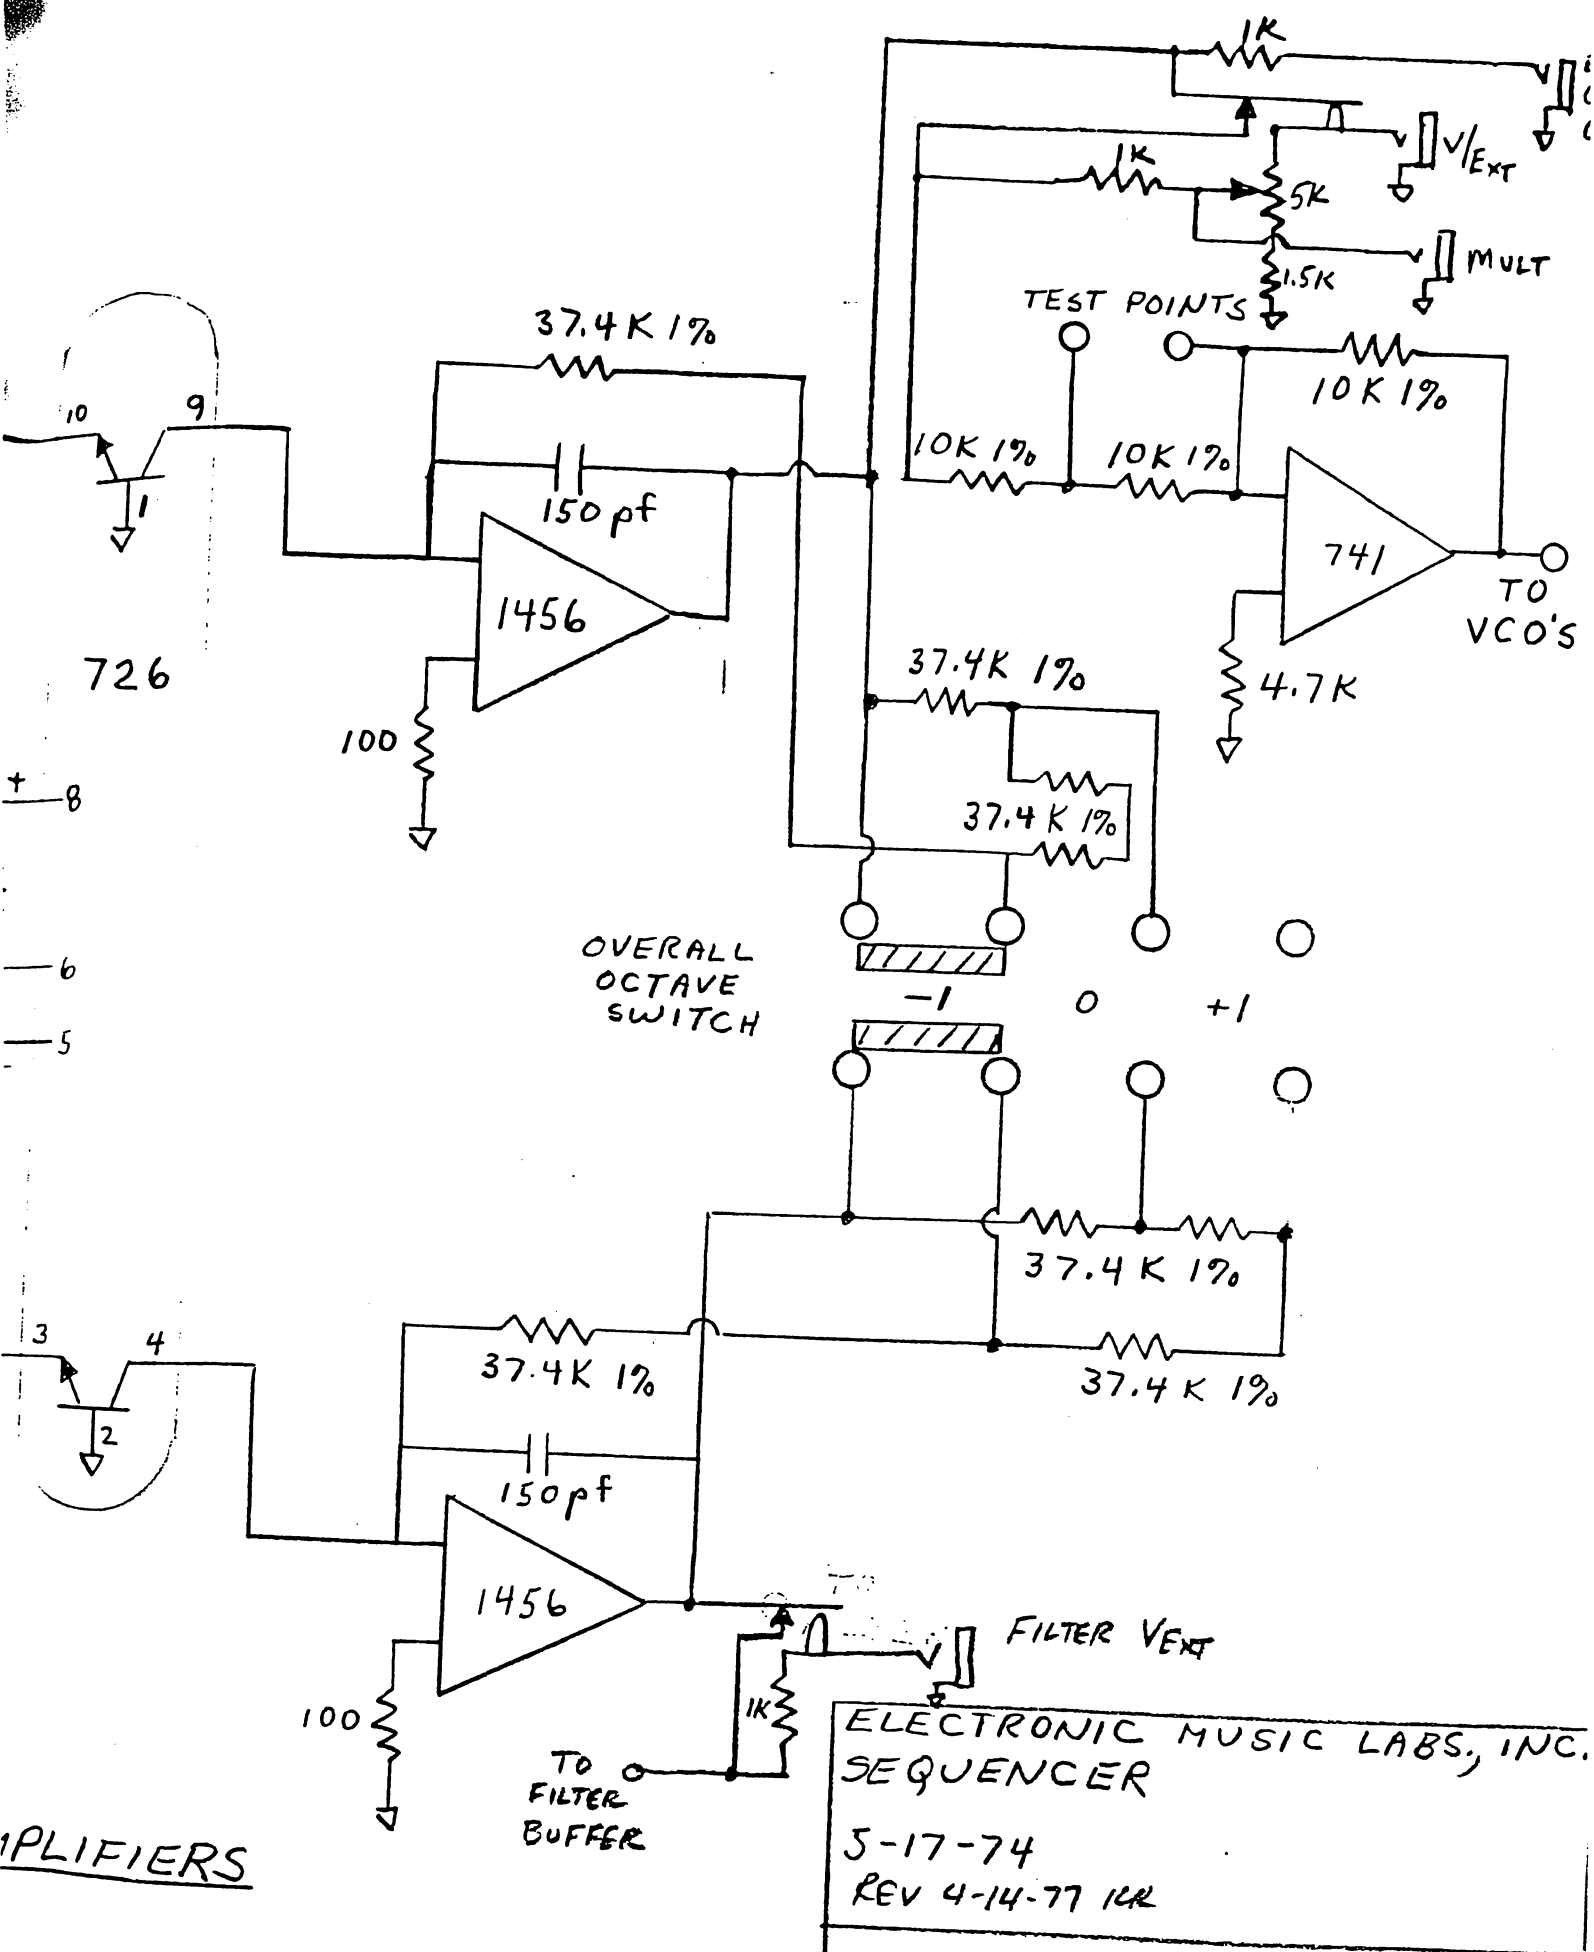 1K
V/EXT
1K
5K
MULT
1.5K
TEST POINTS
37.4K 1%
10K 1%
10
9
10K 1%
10K 1%
1
150pf
741
TO
VCO'S
1456
726
37.4K 1%
4.7K
100
+
8
37.4K 1%
OVERALL
OCTAVE
SWITCH
6
-1
0
+1
5
37.4K 1%
3
4
37.4K 1%
37.4K 1%
2
150pf
1456
FILTER VEXT
100
1K
TO
FILTER
BUFFER
ELECTRONIC MUSIC LABS., INC.
SEQUENCER
5-17-74
REV 4-14-77
PLIFIERS